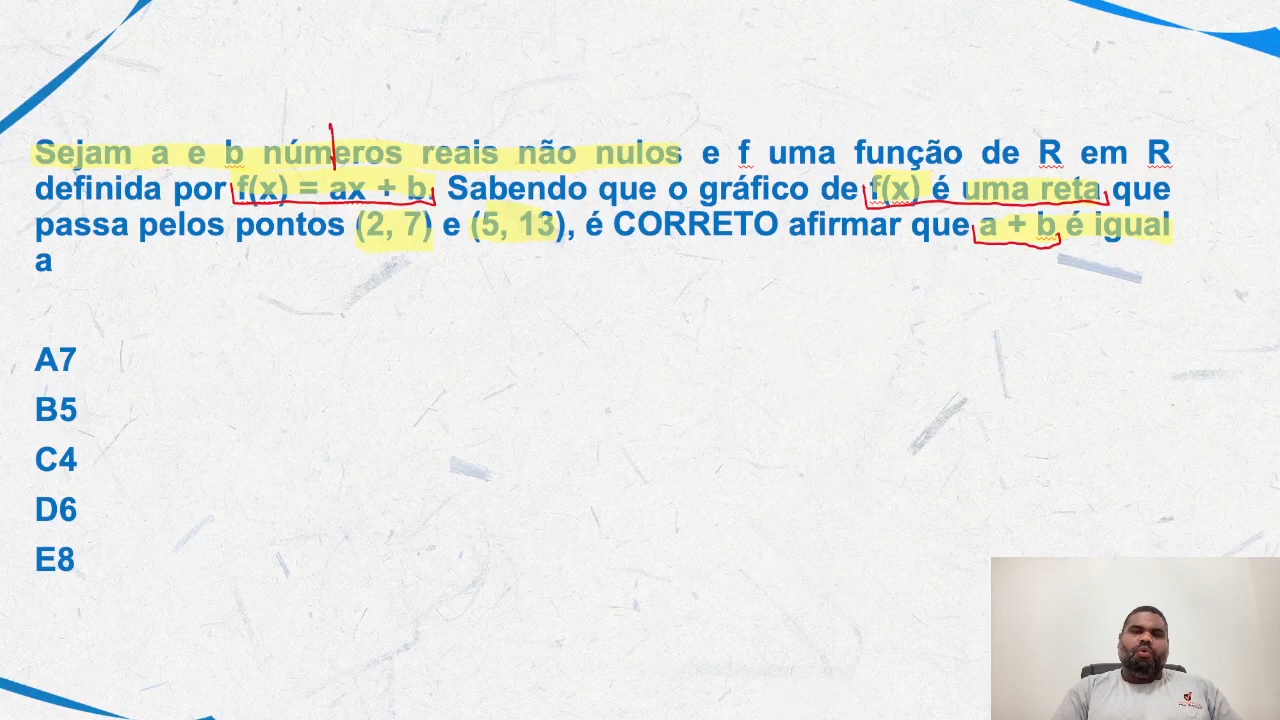 Sejam a e b números reais não nulos e f uma função de R em R
definida por f(x) = ax + b. Sabendo que o gráfico de f(x) é uma reta que
passa pelos pontos (2, 7) e (5, 13), é CORRETO afirmar que a + b é igual
a
A7
B5
C4
D6
E8